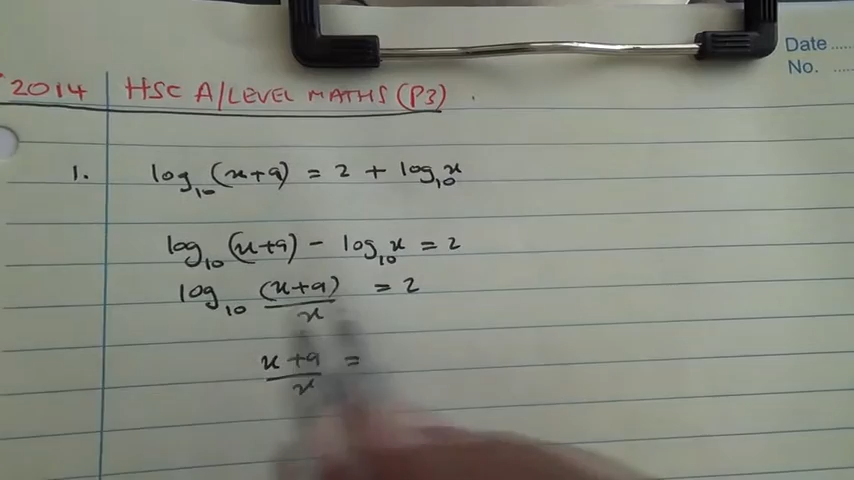 Date.....
No. ....
2014 HSC A/LEVEL MATHS (P3)
1. log₁₀(x+9) = 2 + log₁₀x
log₁₀(x+9) - log₁₀x = 2
log₁₀ (x+9)/x = 2
x+9/x =